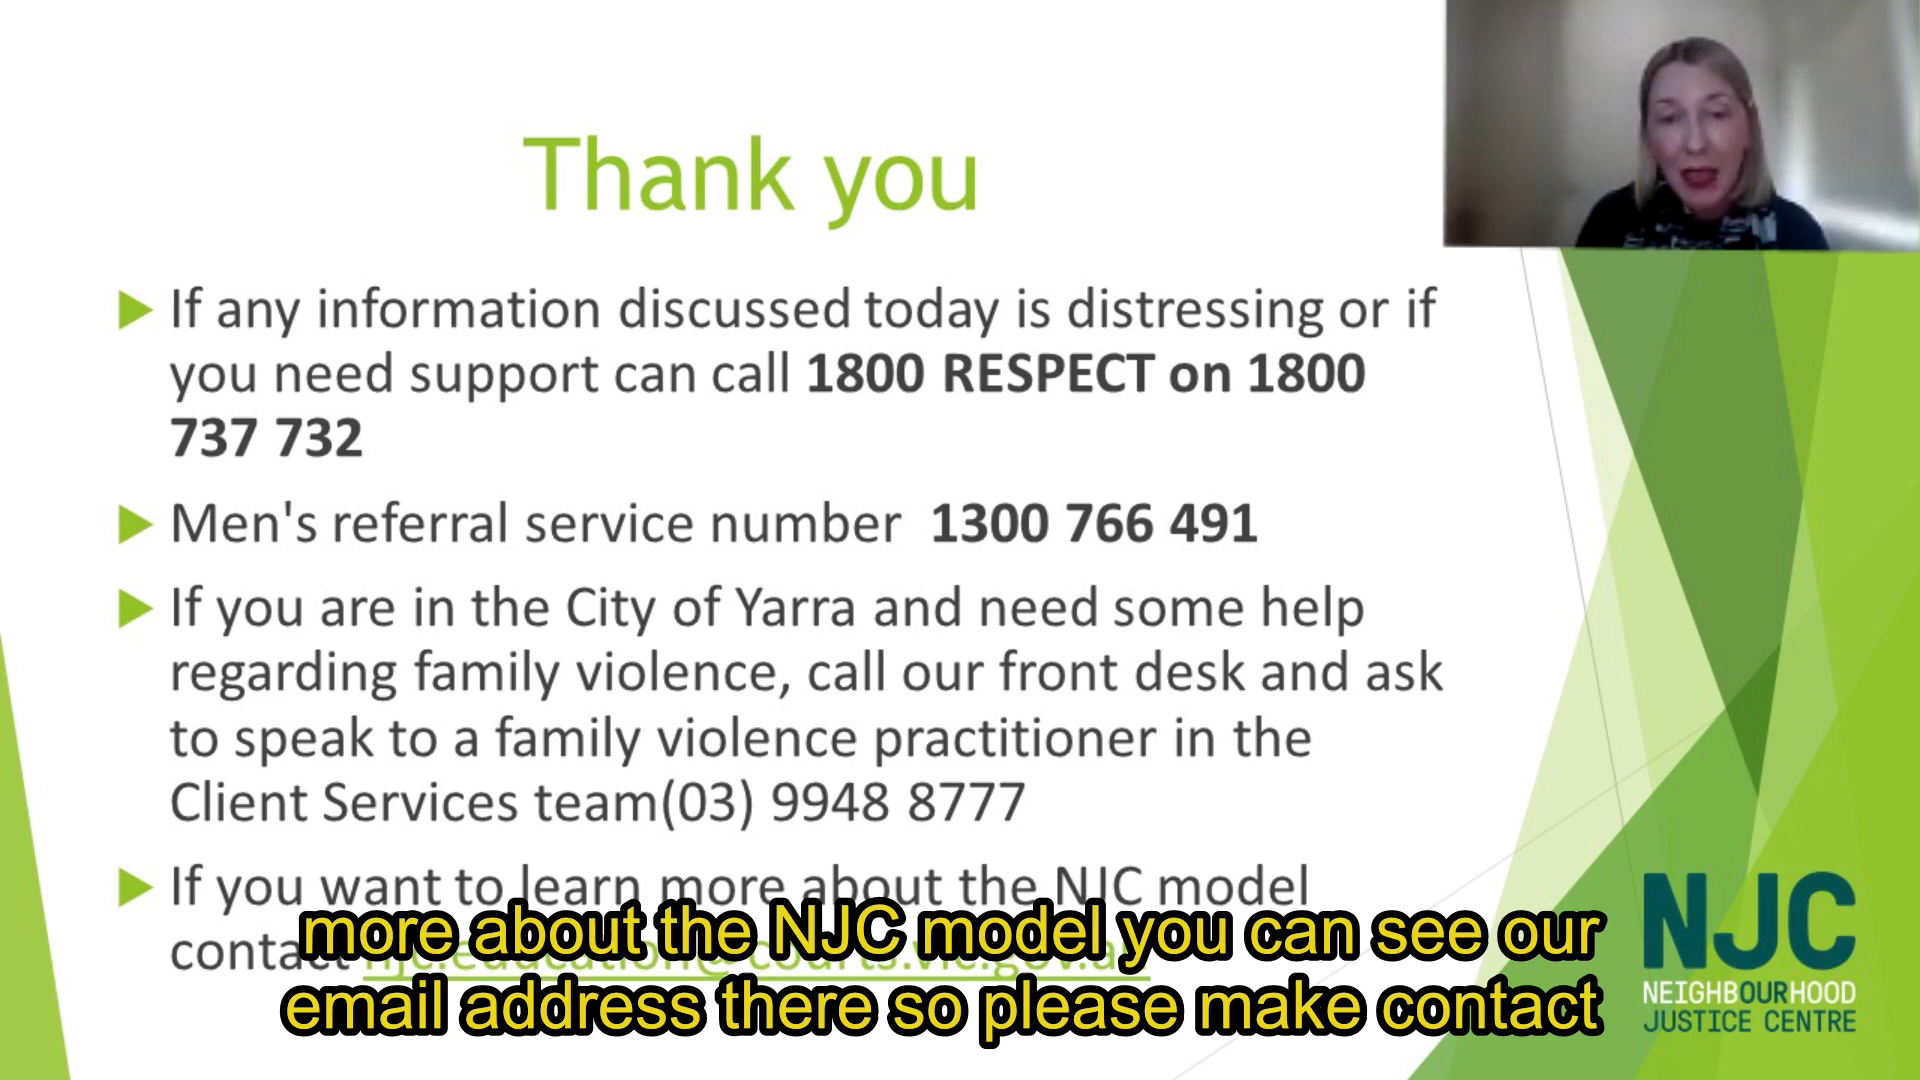 Thank you
If any information discussed today is distressing or if
you need support can call 1800 RESPECT on 1800
737 732
Men's referral service number 1300 766 491
If you are in the City of Yarra and need some help
regarding family violence, call our front desk and ask
to speak to a family violence practitioner in the
Client Services team(03) 9948 8777
If you want to learn more about the NJC model
contact
more about the NJC model you can see our
email address there so please make contact
NJC
NEIGHBOURHOOD
JUSTICE CENTRE